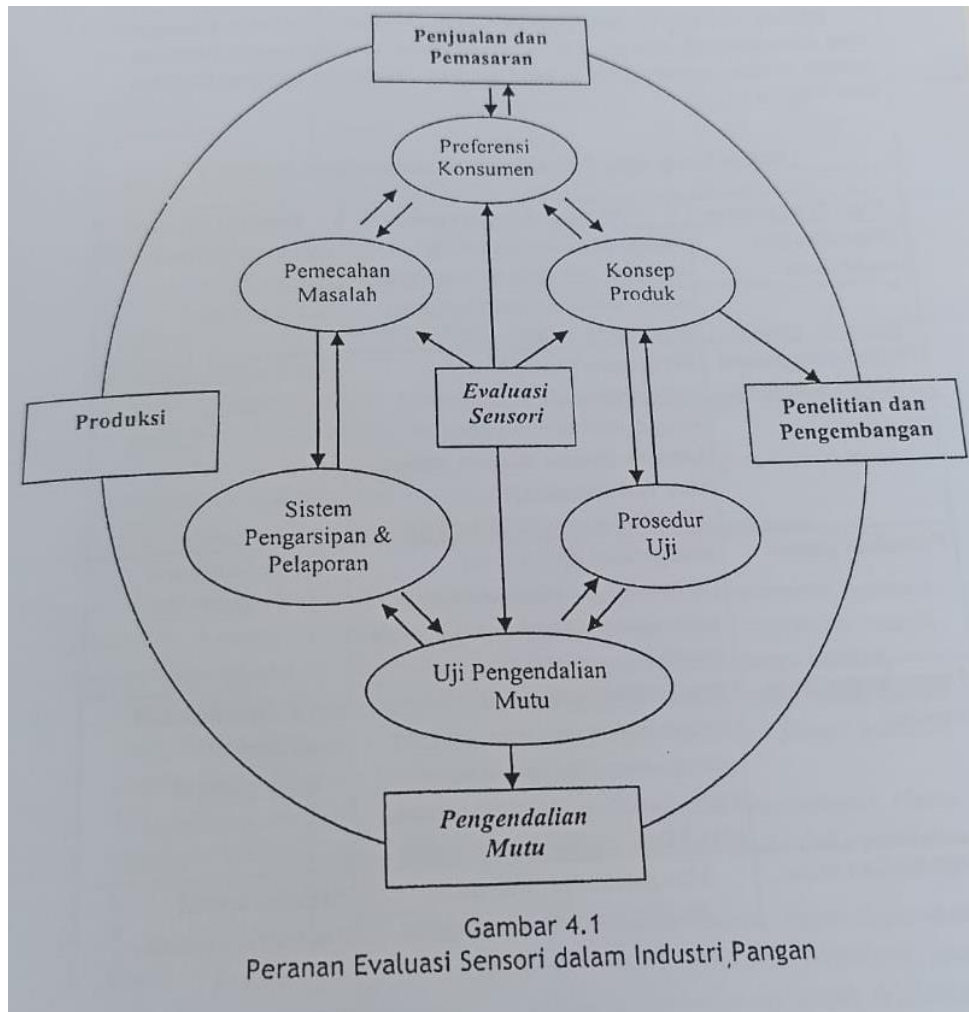 Penjualan dan
Pemasaran
Preferensi
Konsumen
Pemecahan
Masalah
Konsep
Produk
Evaluasi
Sensori
Produksi
Penelitian dan
Pengembangan
Sistem
Pengarsipan &
Pelaporan
Prosedur
Uji
Uji Pengendalian
Mutu
Pengendalian
Mutu
Gambar 4.1
Peranan Evaluasi Sensori dalam Industri Pangan